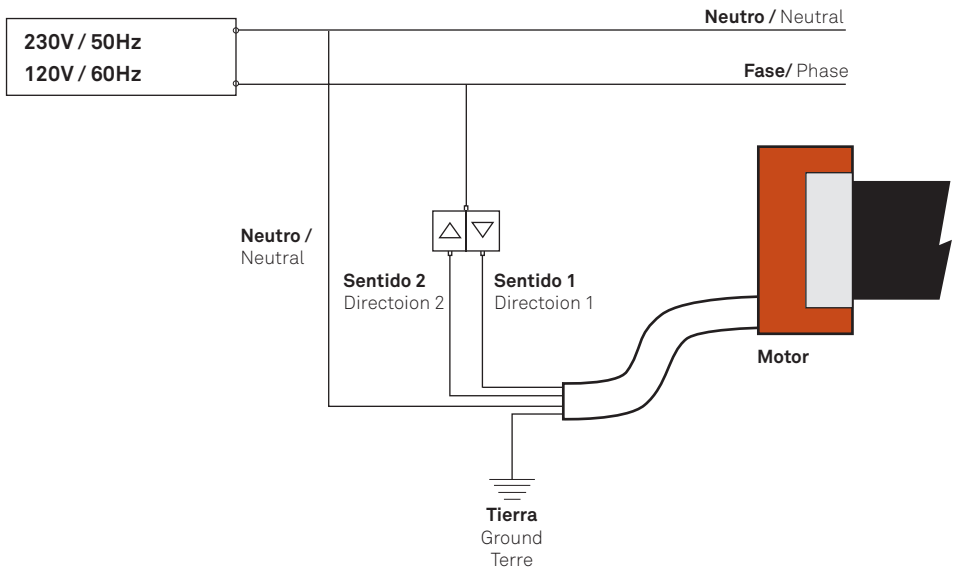 230V / 50Hz
120V / 60Hz
Neutro / Neutral
Fase/ Phase
Neutro /
Neutral
Sentido 2
Directoion 2
Sentido 1
Directoion 1
Motor
Tierra
Ground
Terre